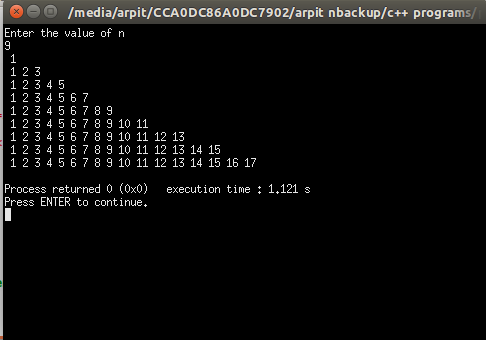 /media/arpit/CCA0DC86A0DC7902/arpit nbackup/c++ programs/
Enter the value of n
9
1
1 2 3
1 2 3 4 5
1 2 3 4 5 6 7
1 2 3 4 5 6 7 8 9
1 2 3 4 5 6 7 8 9 10 11
1 2 3 4 5 6 7 8 9 10 11 12 13
1 2 3 4 5 6 7 8 9 10 11 12 13 14 15
1 2 3 4 5 6 7 8 9 10 11 12 13 14 15 16 17
Process returned 0 (0x0)   execution time : 1.121 s
Press ENTER to continue.